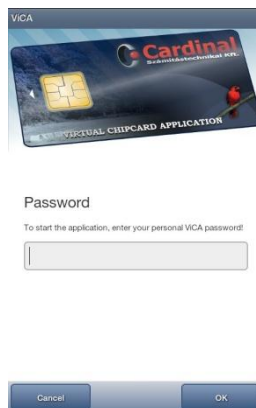 ViCA
Cardinal
Számítástechnikai Kft.
VIRTUAL CHIPCARD APPLICATION
Password
To start the application, enter your personal ViCA password!
Cancel
OK